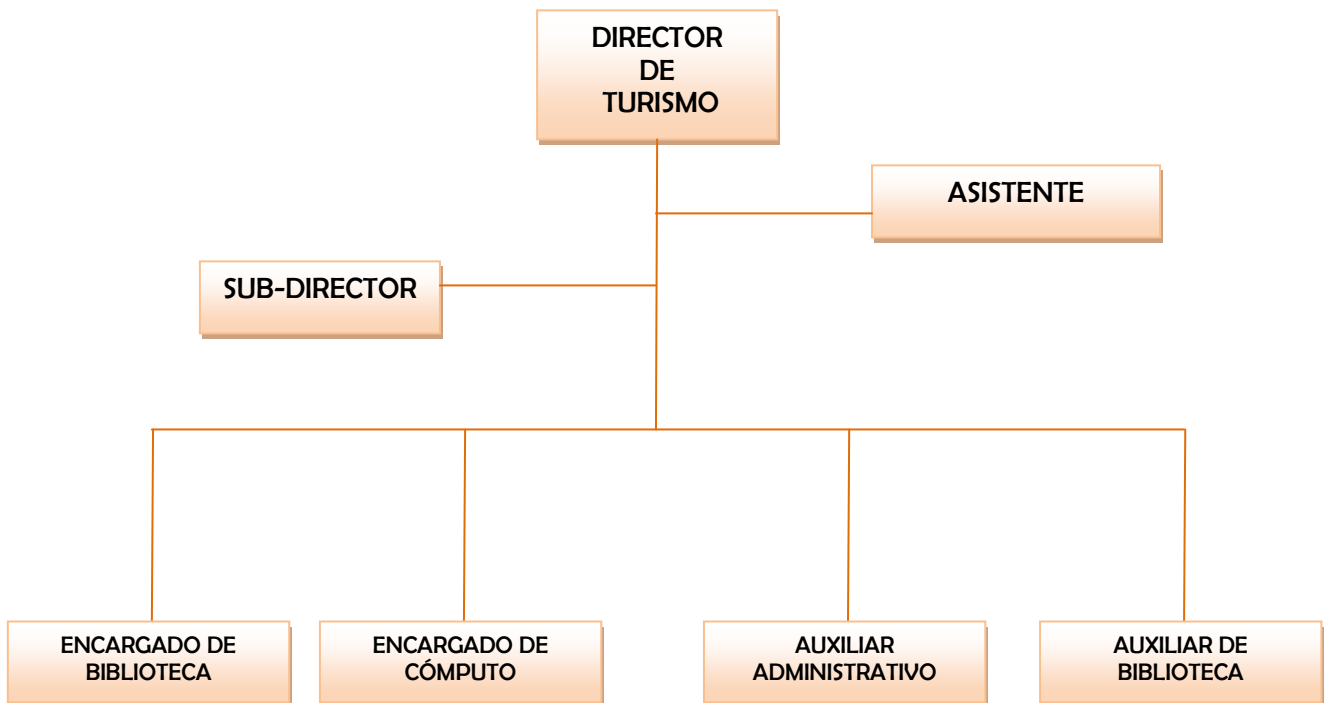 DIRECTOR
DE
TURISMO
ASISTENTE
SUB-DIRECTOR
ENCARGADO DE
BIBLIOTECA
ENCARGADO DE
CÓMPUTO
AUXILIAR
ADMINISTRATIVO
AUXILIAR DE
BIBLIOTECA